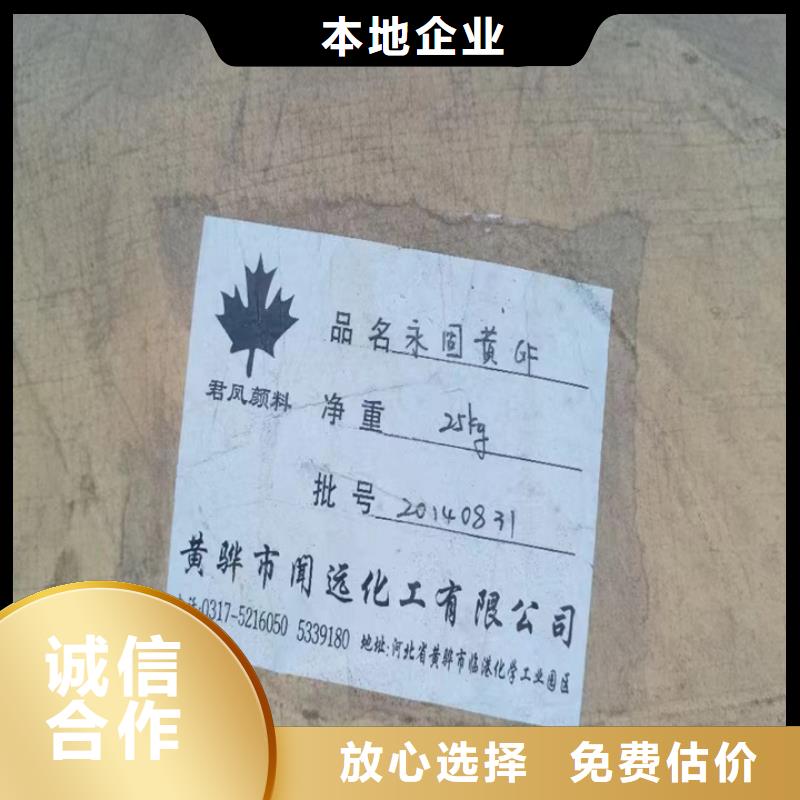 本地企业
品名 永固黄GF
君凤颜料
净重 25kg
批号 20140831
黄骅市闻远化工有限公司
电话:0317-5216050 5339180 地址:河北省黄骅市临港化学工业园区
诚信
合作
放心选择 免费估价